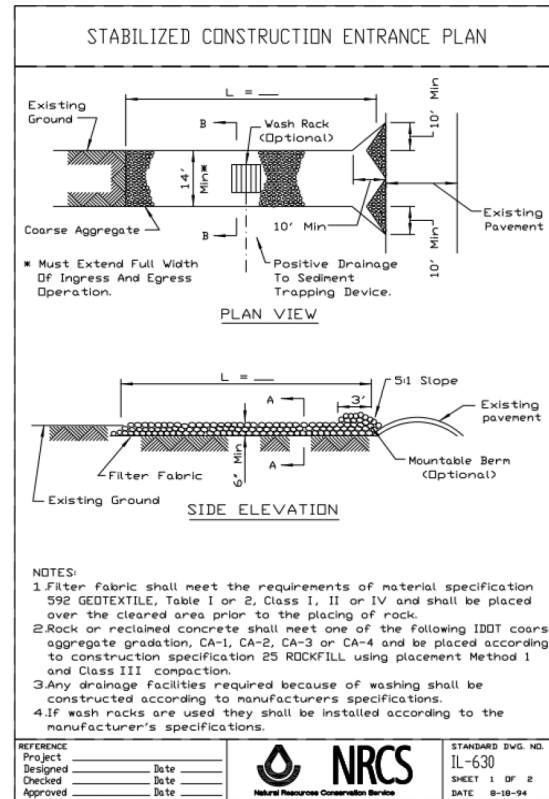 STABILIZED CONSTRUCTION ENTRANCE PLAN
L = ___
10' Min
Existing
Ground
B
Wash Rack
(Optional)
14'
Min*
Coarse Aggregate
B
10' Min
Existing
Pavement
10' Min
* Must Extend Full Width
Of Ingress And Egress
Operation.
Positive Drainage
To Sediment
Trapping Device.
PLAN VIEW
L = ___
3'
5:1 Slope
A
Existing
pavement
6" Min
A
Filter Fabric
Mountable Berm
(Optional)
Existing Ground
SIDE ELEVATION
NOTES:
1.Filter fabric shall meet the requirements of material specification
592 GEOTEXTILE, Table I or 2, Class I, II or IV and shall be placed
over the cleared area prior to the placing of rock.
2.Rock or reclaimed concrete shall meet one of the following IDOT coars
aggregate gradation, CA-1, CA-2, CA-3 or CA-4 and be placed according
to construction specification 25 ROCKFILL using placement Method 1
and Class III compaction.
3.Any drainage facilities required because of washing shall be
constructed according to manufacturers specifications.
4.If wash racks are used they shall be installed according to the
manufacturer's specifications.
REFERENCE
Project
Designed Date
Checked Date
Approved Date
NRCS
Natural Resources Conservation Service
STANDARD DWG. NO.
IL-630
SHEET 1 OF 2
DATE 8-18-94